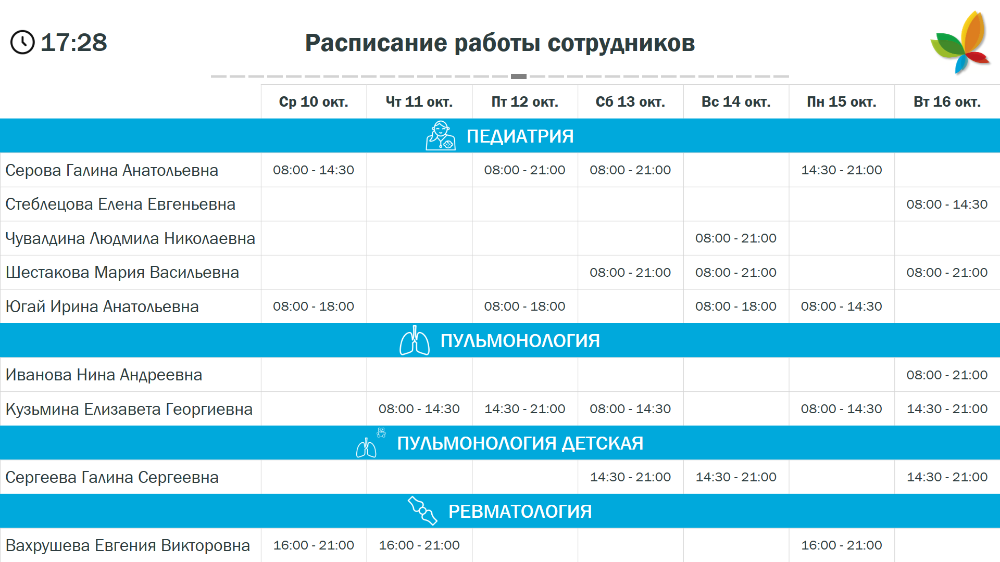 17:28
Расписание работы сотрудников
Ср 10 окт. Чт 11 окт. Пт 12 окт. Сб 13 окт. Вс 14 окт. Пн 15 окт. Вт 16 окт.
ПЕДИАТРИЯ
Серова Галина Анатольевна 08:00 - 14:30 08:00 - 21:00 08:00 - 21:00 14:30 - 21:00
Стеблецова Елена Евгеньевна 08:00 - 14:30
Чувалдина Людмила Николаевна 08:00 - 21:00
Шестакова Мария Васильевна 08:00 - 21:00 08:00 - 21:00 08:00 - 21:00
Югай Ирина Анатольевна 08:00 - 18:00 08:00 - 18:00 08:00 - 18:00 08:00 - 14:30
ПУЛЬМОНОЛОГИЯ
Иванова Нина Андреевна 08:00 - 21:00
Кузьмина Елизавета Георгиевна 08:00 - 14:30 14:30 - 21:00 08:00 - 14:30 08:00 - 14:30 14:30 - 21:00
ПУЛЬМОНОЛОГИЯ ДЕТСКАЯ
Сергеева Галина Сергеевна 14:30 - 21:00 14:30 - 21:00 14:30 - 21:00
РЕВМАТОЛОГИЯ
Вахрушева Евгения Викторовна 16:00 - 21:00 16:00 - 21:00 16:00 - 21:00